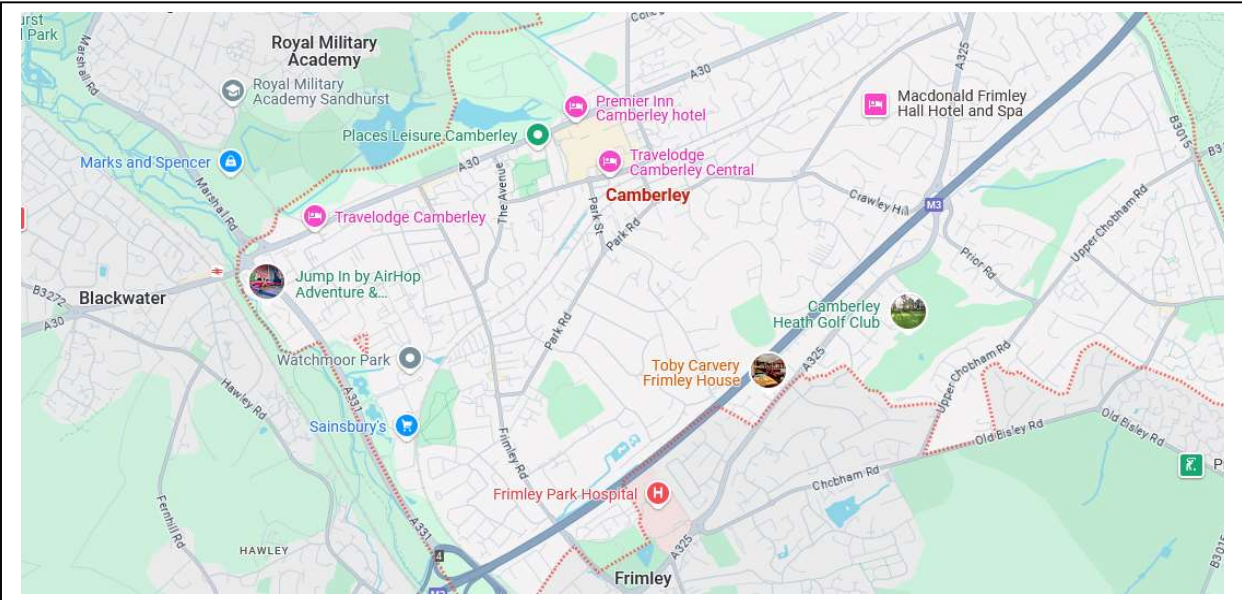 Park
Marshall Rd
Royal Military
Academy
Royal Military
Academy Sandhurst
A30
A325
Premier Inn
Camberley hotel
Macdonald Frimley
Hall Hotel and Spa
B3015
Places Leisure Camberley
Marks and Spencer
A30
Travelodge
Camberley Central
Marshall Rd
The Avenue
Camberley
Park St
Crawley Hill
M3
Travelodge Camberley
Park Rd
Upper Chobham Rd
Prior Rd
Jump In by AirHop
Adventure &...
B3272
Blackwater
A30
Camberley
Heath Golf Club
Park Rd
Watchmoor Park
Toby Carvery
Frimley House
A325
Hawley Rd
A331
Upper Chobham Rd
Sainsbury's
Old Bisley Rd
Old Bisley Rd
Frimley Rd
Chobham Rd
Frimley Park Hospital
Fernhill Rd
A331
HAWLEY
4
A325
B3015
Frimley
M3